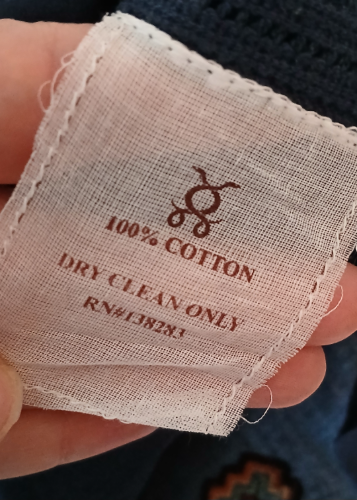 100% COTTON
DRY CLEAN ONLY
RN#138283